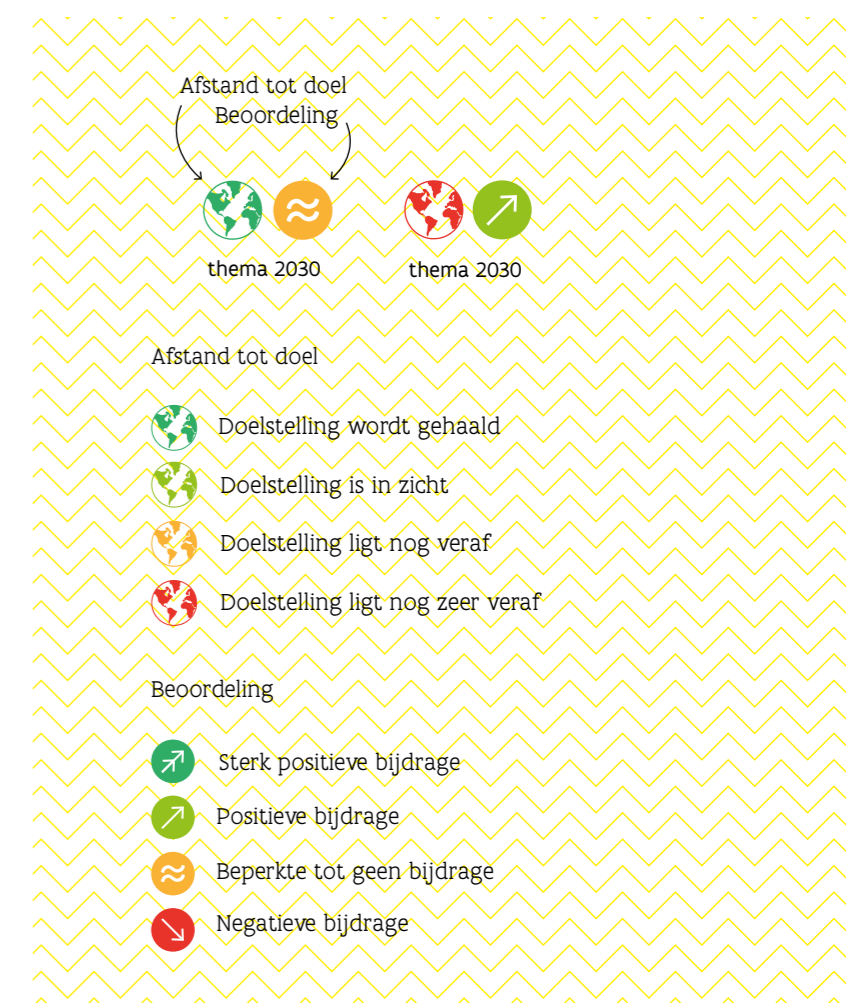 Afstand tot doel
Beoordeling
thema 2030
thema 2030
Afstand tot doel
Doelstelling wordt gehaald
Doelstelling is in zicht
Doelstelling ligt nog veraf
Doelstelling ligt nog zeer veraf
Beoordeling
Sterk positieve bijdrage
Positieve bijdrage
Beperkte tot geen bijdrage
Negatieve bijdrage